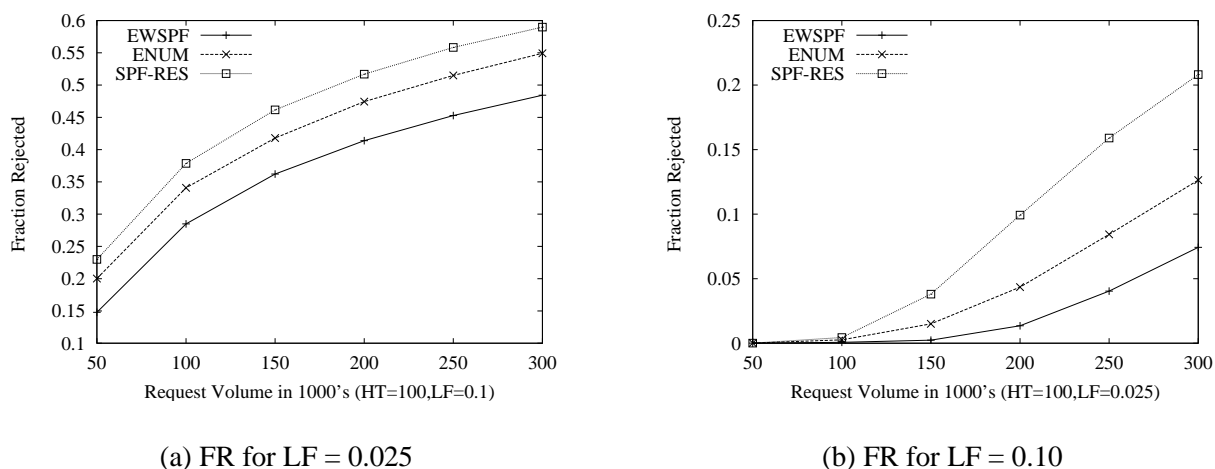 0.6
0.55
0.5
0.45
0.4
0.35
0.3
0.25
0.2
0.15
0.1
Fraction Rejected
EWSPF
ENUM
SPF-RES
50 100 150 200 250 300
Request Volume in 1000's (HT=100,LF=0.1)
(a) FR for LF = 0.025
0.25
0.2
0.15
0.1
0.05
0
Fraction Rejected
EWSPF
ENUM
SPF-RES
50 100 150 200 250 300
Request Volume in 1000's (HT=100,LF=0.025)
(b) FR for LF = 0.10